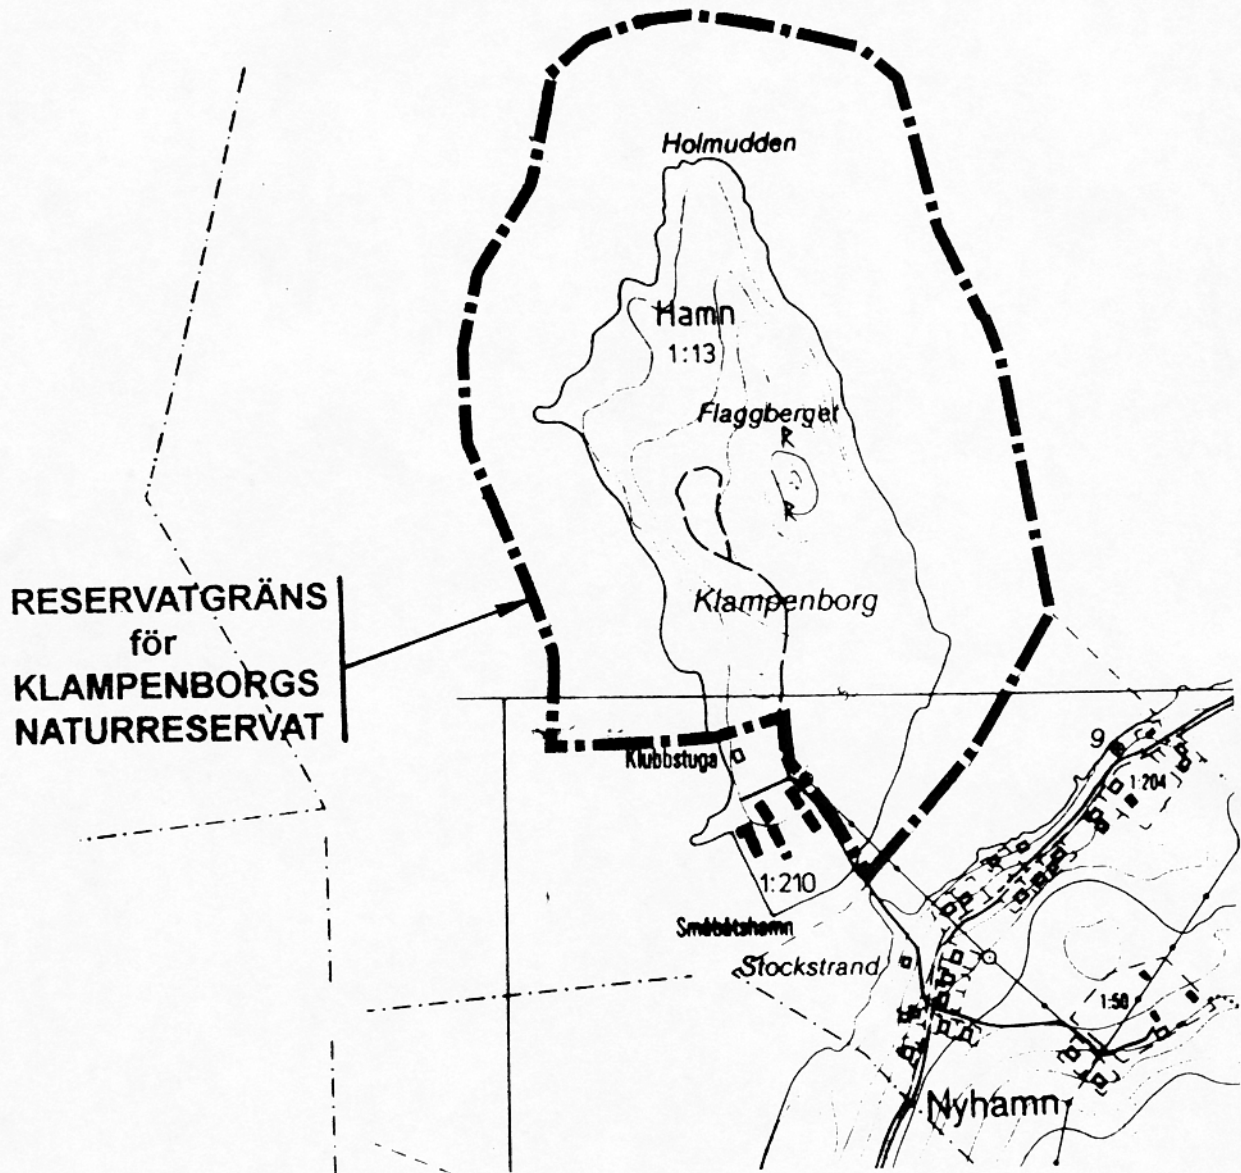 Holmudden
Hamn
1:13
Flaggberget
R
R
Klampenborg
RESERVATGRÄNS
för
KLAMPENBORGS
NATURRESERVAT
Klubbstuga
9
1:204
1:210
Småbåtshamn
Stockstrand
1:58
Nyhamn